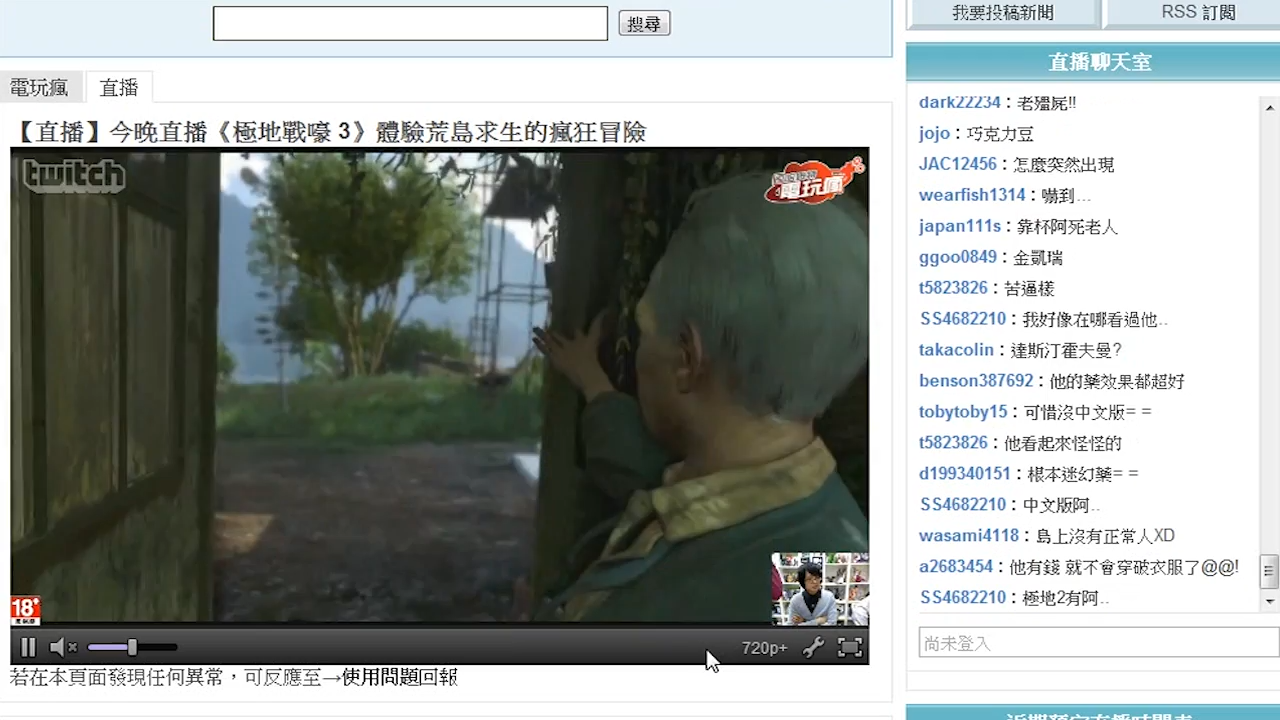 搜尋
我要投稿新聞
RSS 訂閱
電玩瘋
直播
【直播】今晚直播《極地戰嚎 3》體驗荒島求生的瘋狂冒險
twitch
電玩瘋
18+
720p+
若在本頁面發現任何異常，可反應至→使用問題回報
直播聊天室
dark22234：老殭屍!!
jojo：巧克力豆
JAC12456：怎麼突然出現
wearfish1314：嚇到...
japan111s：靠杯阿死老人
ggoo0849：金凱瑞
t5823826：苦逼樣
SS4682210：我好像在哪看過他..
takacolin：達斯汀霍夫曼?
benson387692：他的藥效果都超好
tobytoby15：可惜沒中文版= =
t5823826：他看起來怪怪的
d199340151：根本迷幻藥= =
SS4682210：中文版阿..
wasami4118：島上沒有正常人XD
a2683454：他有錢 就不會穿破衣服了@@!
SS4682210：極地2有阿..
尚未登入